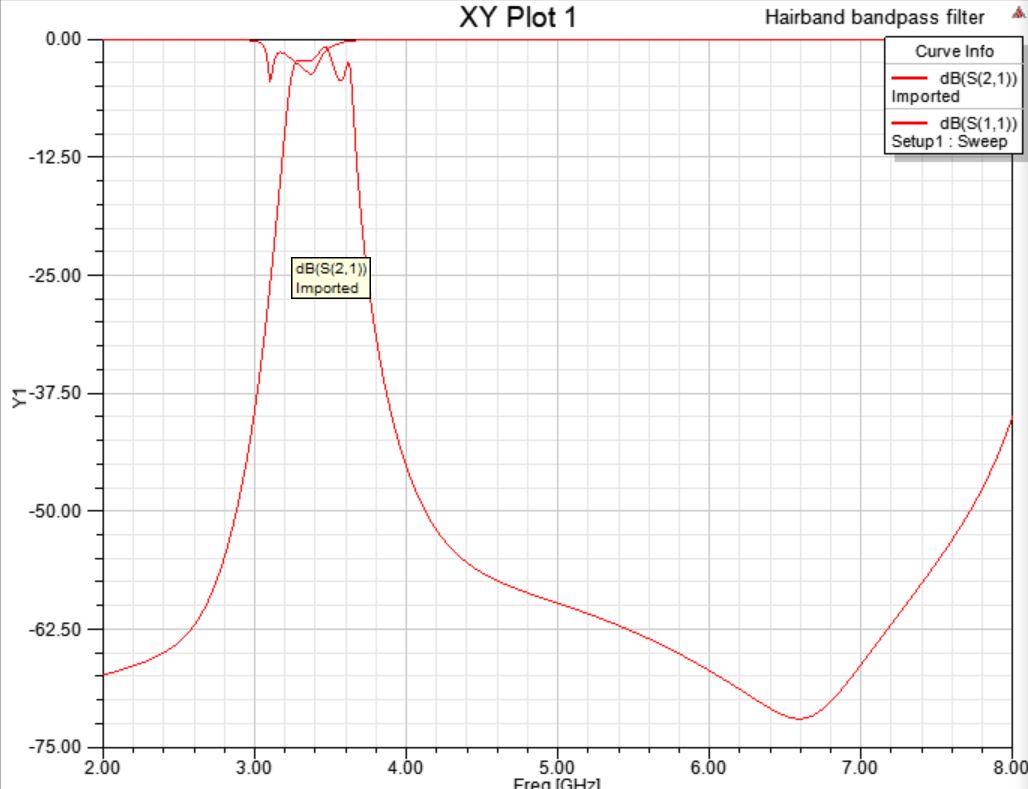 XY Plot 1
Hairband bandpass filter
Curve Info
dB(S(2,1))
Imported
dB(S(1,1))
Setup1 : Sweep
0.00
-12.50
-25.00
-37.50
-50.00
-62.50
-75.00
Y1
dB(S(2,1))
Imported
2.00 3.00 4.00 5.00 6.00 7.00 8.00
Freq [GHz]